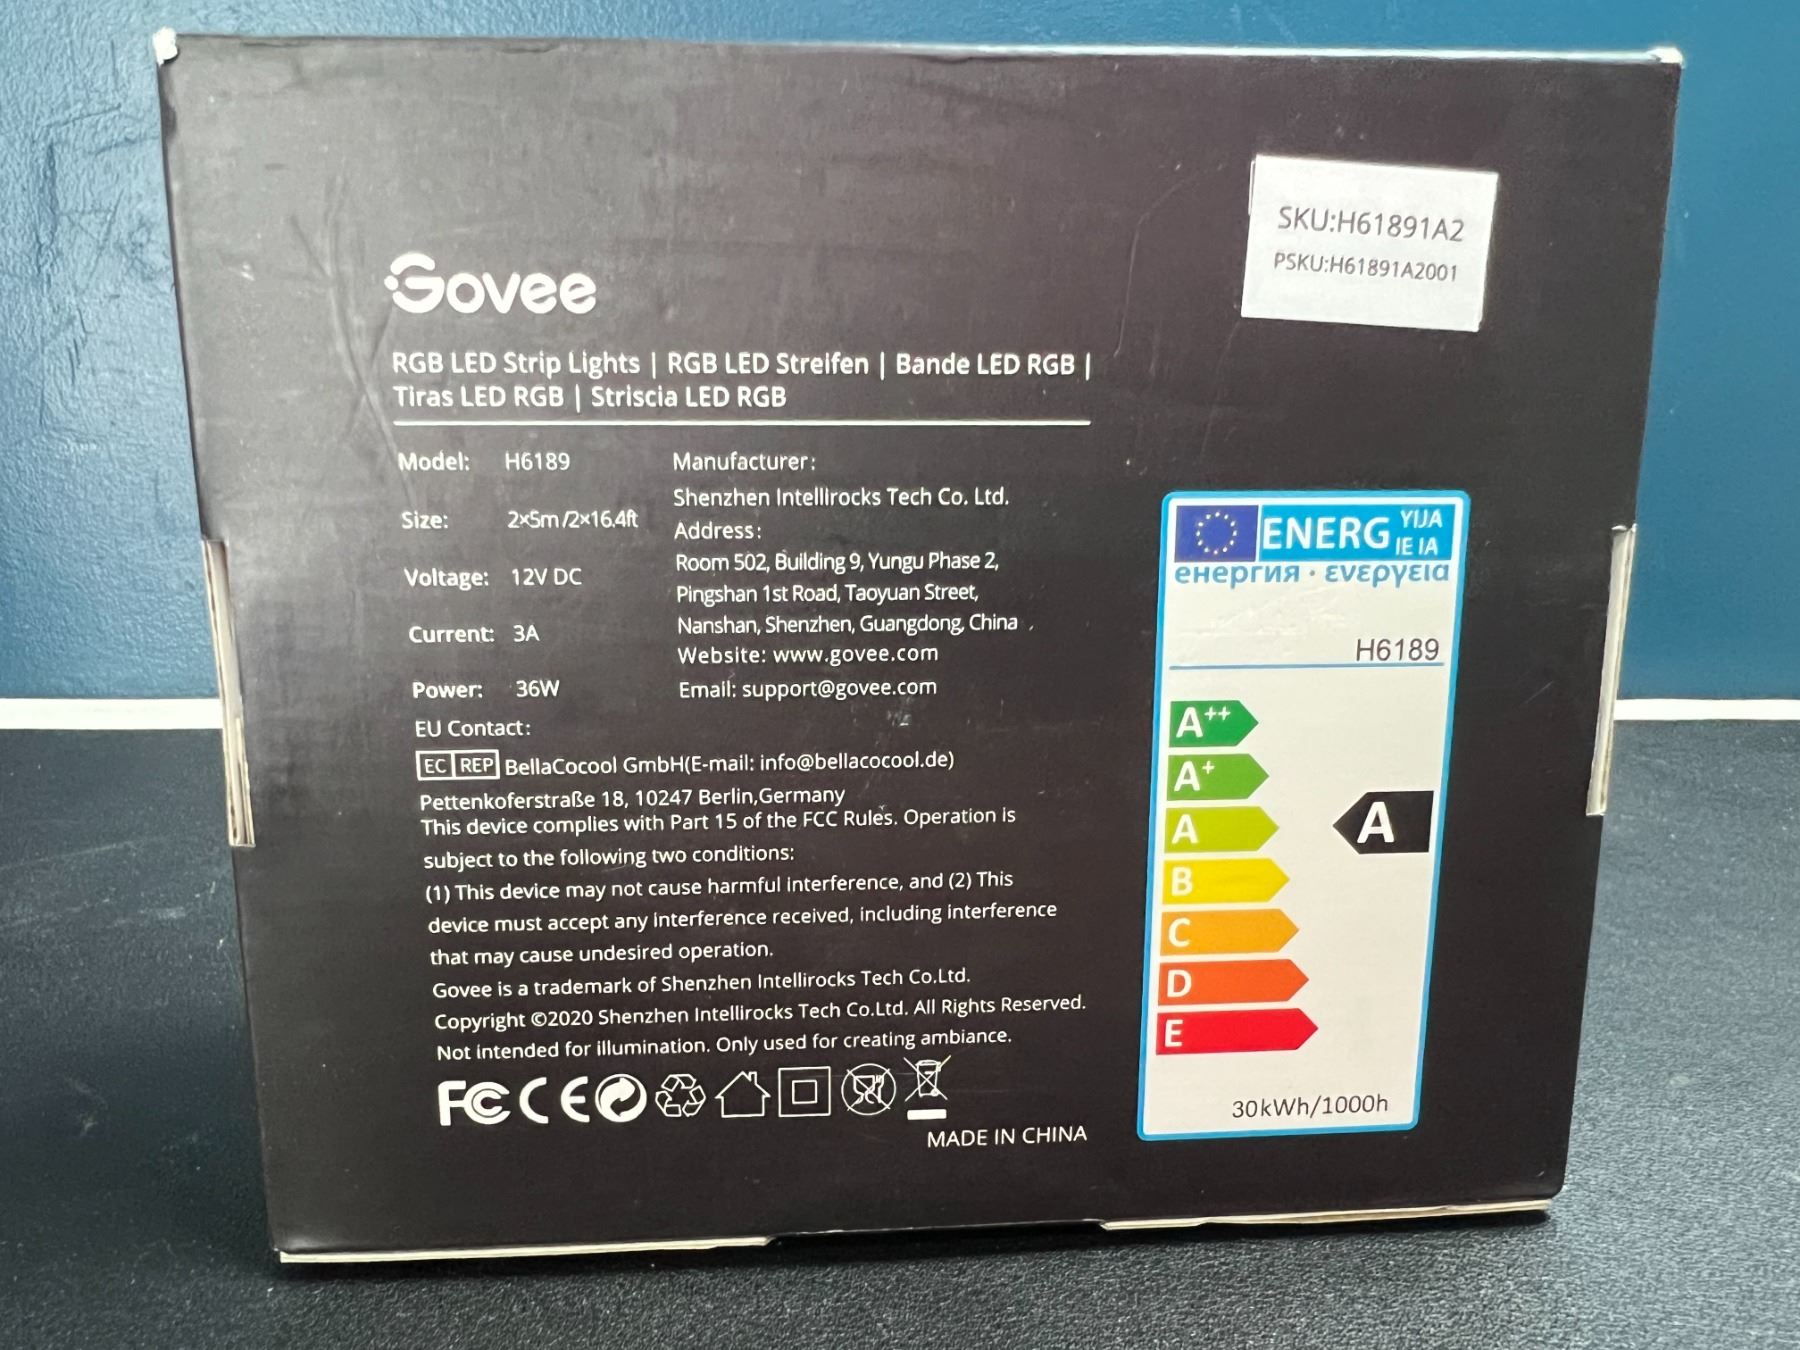 SKU:H61891A2
PSKU:H61891A2001
Govee
RGB LED Strip Lights | RGB LED Streifen | Bande LED RGB |
Tiras LED RGB | Striscia LED RGB
Model: H6189
Size: 2×5m/2×16.4ft
Voltage: 12V DC
Current: 3A
Power: 36W
Manufacturer:
Shenzhen Intellirocks Tech Co. Ltd.
Address:
Room 502, Building 9, Yungu Phase 2,
Pingshan 1st Road, Taoyuan Street,
Nanshan, Shenzhen, Guangdong, China
Website: www.govee.com
Email: support@govee.com
EU Contact:
EC REP BellaCocool GmbH(E-mail: info@bellacocool.de)
Pettenkoferstraße 18, 10247 Berlin,Germany
This device complies with Part 15 of the FCC Rules. Operation is
subject to the following two conditions:
(1) This device may not cause harmful interference, and (2) This
device must accept any interference received, including interference
that may cause undesired operation.
Govee is a trademark of Shenzhen Intellirocks Tech Co.Ltd.
Copyright ©2020 Shenzhen Intellirocks Tech Co.Ltd. All Rights Reserved.
Not intended for illumination. Only used for creating ambiance.
FC CE
MADE IN CHINA
ENERG YIJA
IE IA
енергия · ενεργεια
H6189
A++
A+
A
A
B
C
D
E
30kWh/1000h